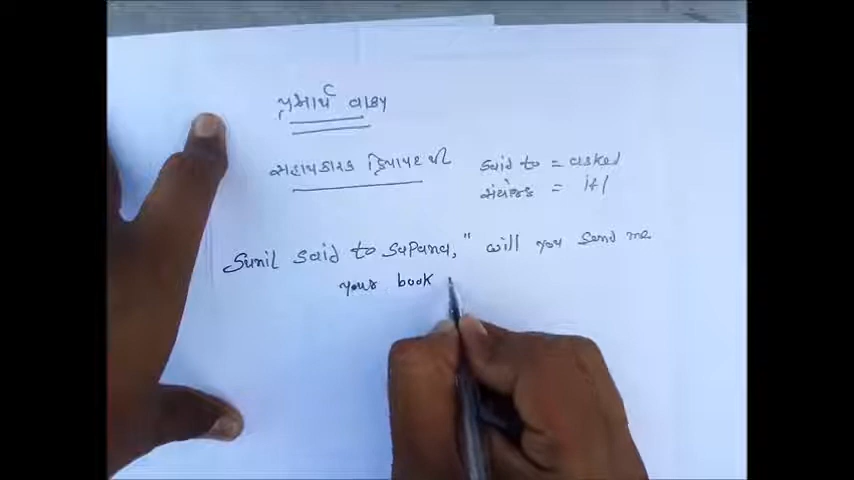 પ્રશ્નાર્થ વાક્ય
સહાયકારક ક્રિયાપદ થી said to = asked
સંયોજક = if
Sunil said to Sapana, " will you send me
your book